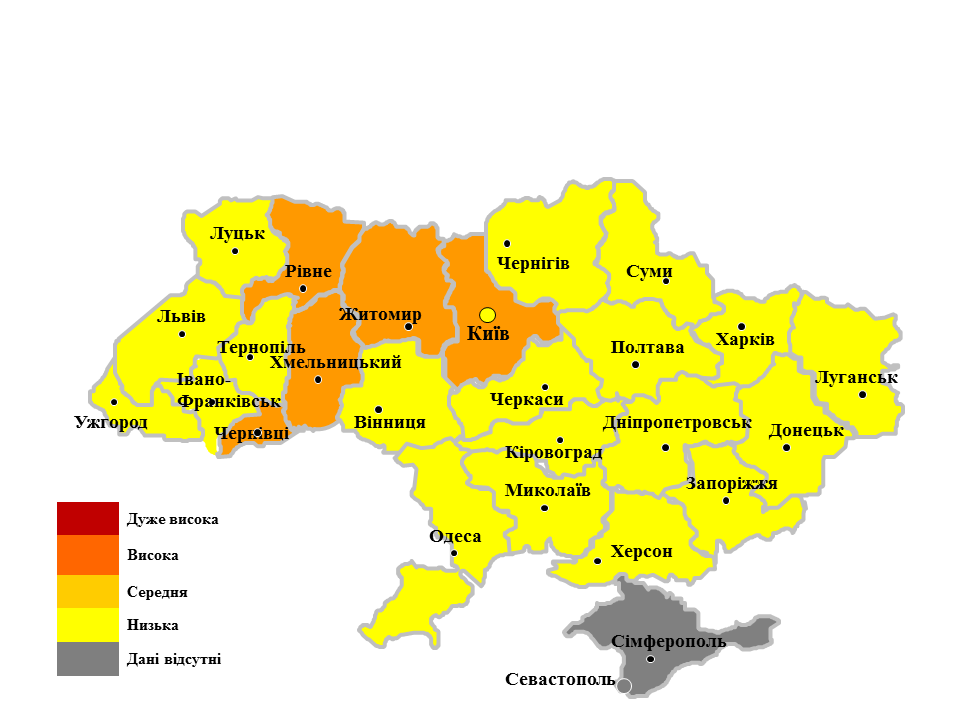 Луцьк
Рівне
Житомир
Київ
Чернігів
Суми
Львів
Тернопіль
Хмельницький
Полтава
Харків
Луганськ
Івано-
Франківськ
Ужгород
Чернівці
Вінниця
Черкаси
Кіровоград
Дніпропетровськ
Донецьк
Запоріжжя
Миколаїв
Одеса
Херсон
Сімферополь
Севастополь
Дуже висока
Висока
Середня
Низька
Дані відсутні